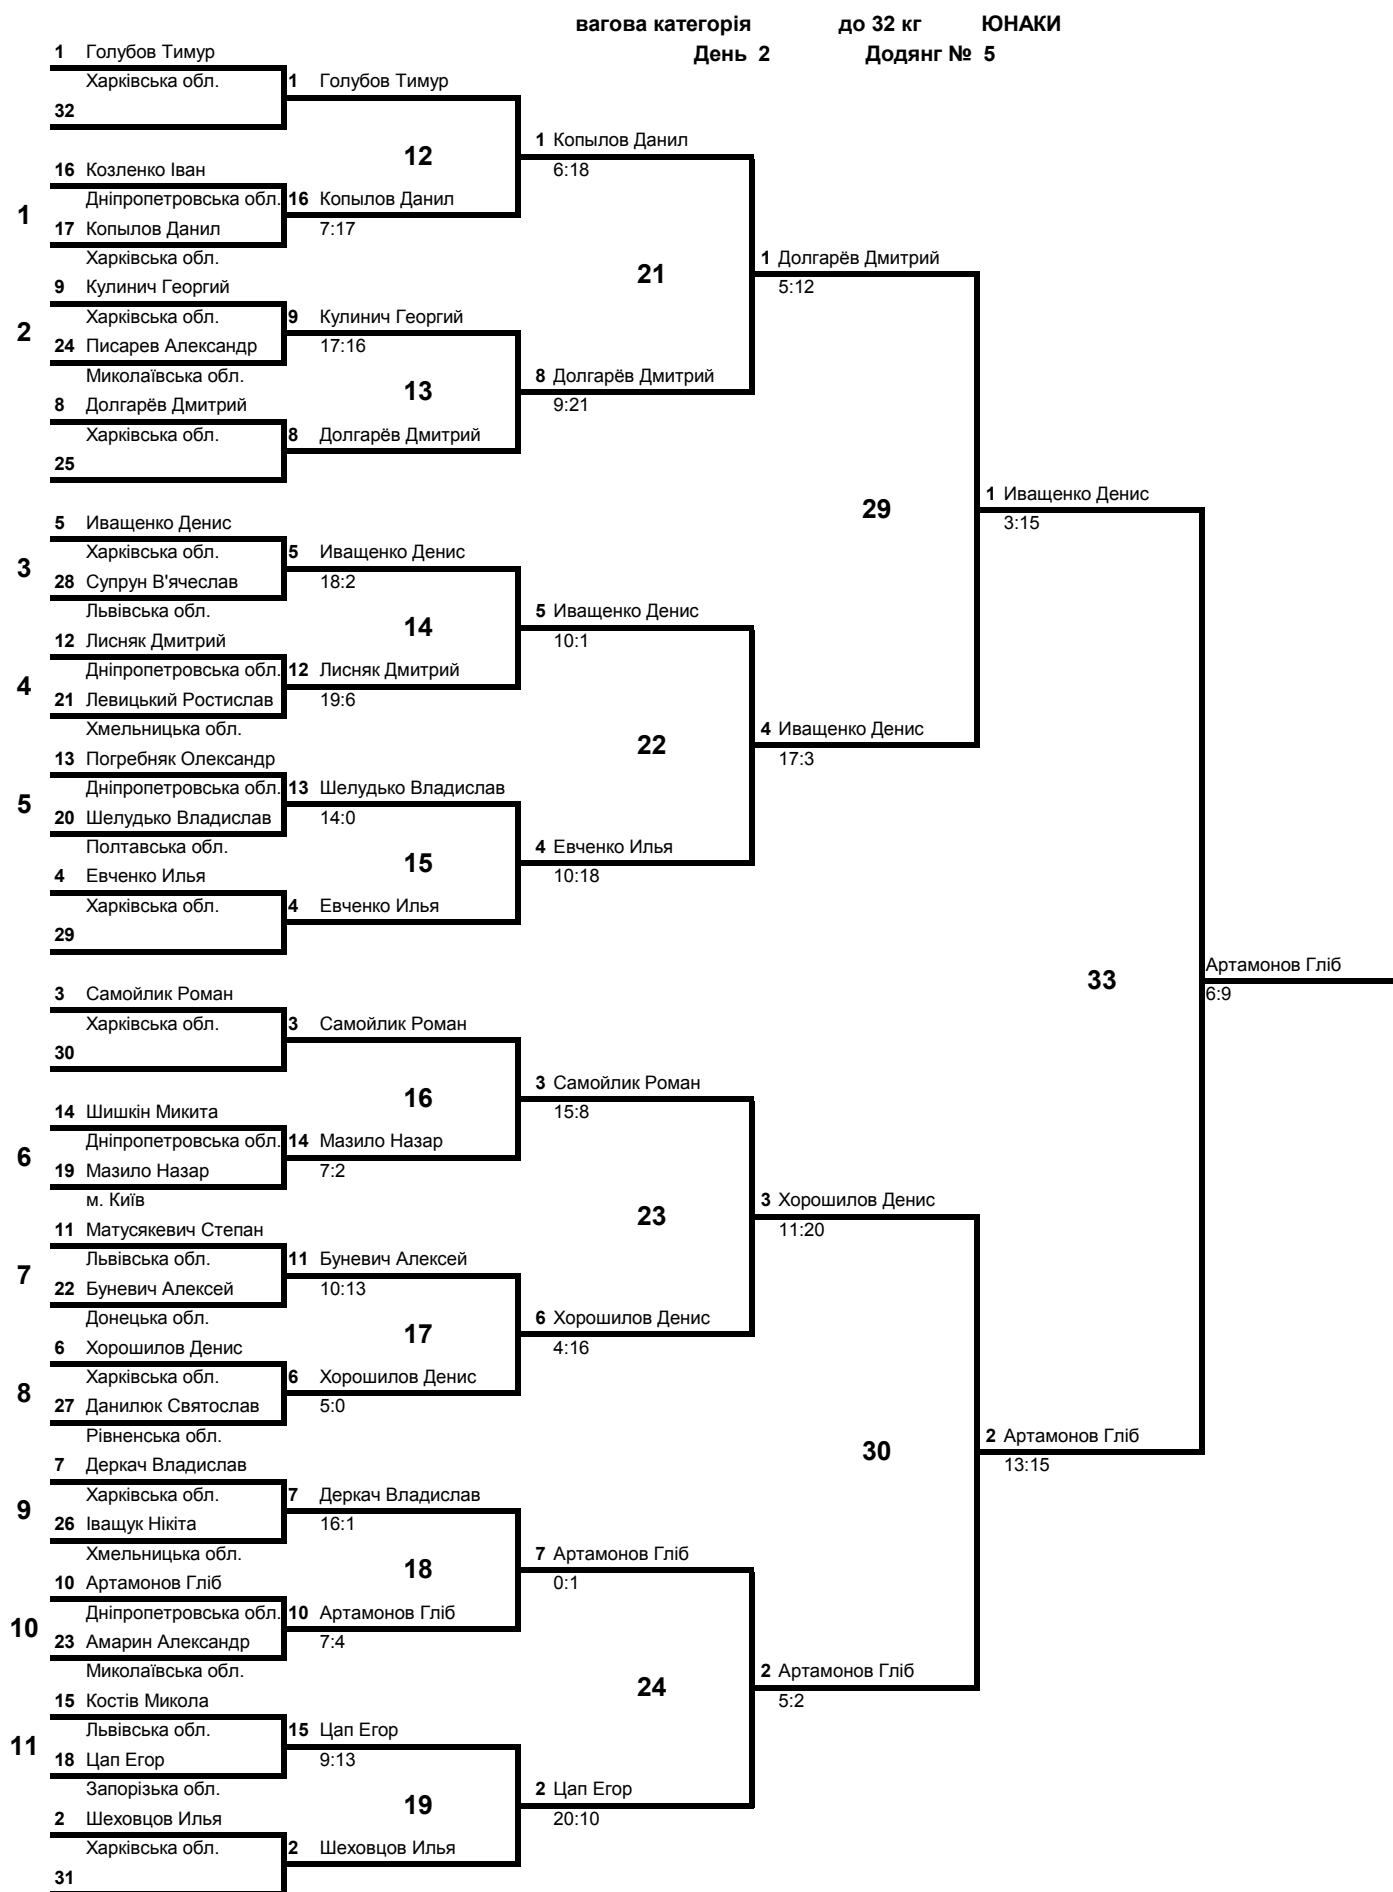 вагова категорія до 32 кг ЮНАКИ
День 2 Додянг № 5
1 Голубов Тимур
Харківська обл.
1 Голубов Тимур
32
12
1 Копылов Данил
6:18
16 Козленко Іван
Дніпропетровська обл.
16 Копылов Данил
1
17 Копылов Данил
7:17
Харківська обл.
21
1 Долгарёв Дмитрий
5:12
9 Кулинич Георгий
Харківська обл.
9 Кулинич Георгий
2
24 Писарев Александр
17:16
Миколаївська обл.
13
8 Долгарёв Дмитрий
9:21
8 Долгарёв Дмитрий
Харківська обл.
8 Долгарёв Дмитрий
25
29
1 Иващенко Денис
3:15
5 Иващенко Денис
Харківська обл.
5 Иващенко Денис
3
28 Супрун В'ячеслав
18:2
Львівська обл.
14
5 Иващенко Денис
10:1
12 Лисняк Дмитрий
Дніпропетровська обл.
12 Лисняк Дмитрий
4
21 Левицький Ростислав
19:6
Хмельницька обл.
22
4 Иващенко Денис
17:3
13 Погребняк Олександр
Дніпропетровська обл.
13 Шелудько Владислав
5
20 Шелудько Владислав
14:0
Полтавська обл.
15
4 Евченко Илья
10:18
4 Евченко Илья
Харківська обл.
4 Евченко Илья
29
33
Артамонов Гліб
6:9
3 Самойлик Роман
Харківська обл.
3 Самойлик Роман
30
16
3 Самойлик Роман
15:8
14 Шишкін Микита
Дніпропетровська обл.
14 Мазило Назар
6
19 Мазило Назар
7:2
м. Київ
23
3 Хорошилов Денис
11:20
11 Матусякевич Степан
Львівська обл.
11 Буневич Алексей
7
22 Буневич Алексей
10:13
Донецька обл.
17
6 Хорошилов Денис
4:16
6 Хорошилов Денис
Харківська обл.
6 Хорошилов Денис
8
27 Данилюк Святослав
5:0
Рівненська обл.
30
2 Артамонов Гліб
13:15
7 Деркач Владислав
Харківська обл.
7 Деркач Владислав
9
26 Іващук Нікіта
16:1
Хмельницька обл.
18
7 Артамонов Гліб
0:1
10 Артамонов Гліб
Дніпропетровська обл.
10 Артамонов Гліб
10
23 Амарин Александр
7:4
Миколаївська обл.
24
2 Артамонов Гліб
5:2
15 Костів Микола
Львівська обл.
15 Цап Егор
11
18 Цап Егор
9:13
Запорізька обл.
19
2 Цап Егор
20:10
2 Шеховцов Илья
Харківська обл.
2 Шеховцов Илья
31